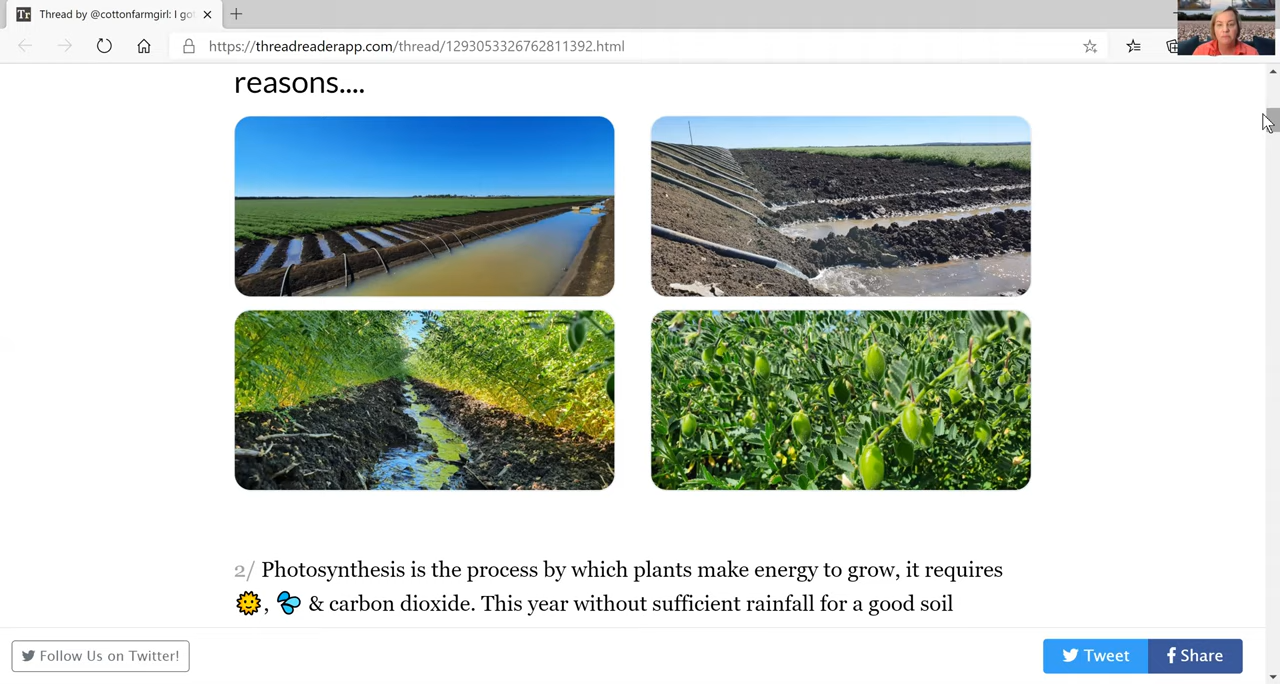 Thread by @cottonfarmgirl: I go
https://threadreaderapp.com/thread/1293053326762811392.html
reasons....
2/ Photosynthesis is the process by which plants make energy to grow, it requires
🌞, 💦 & carbon dioxide. This year without sufficient rainfall for a good soil
Follow Us on Twitter!
Tweet
Share